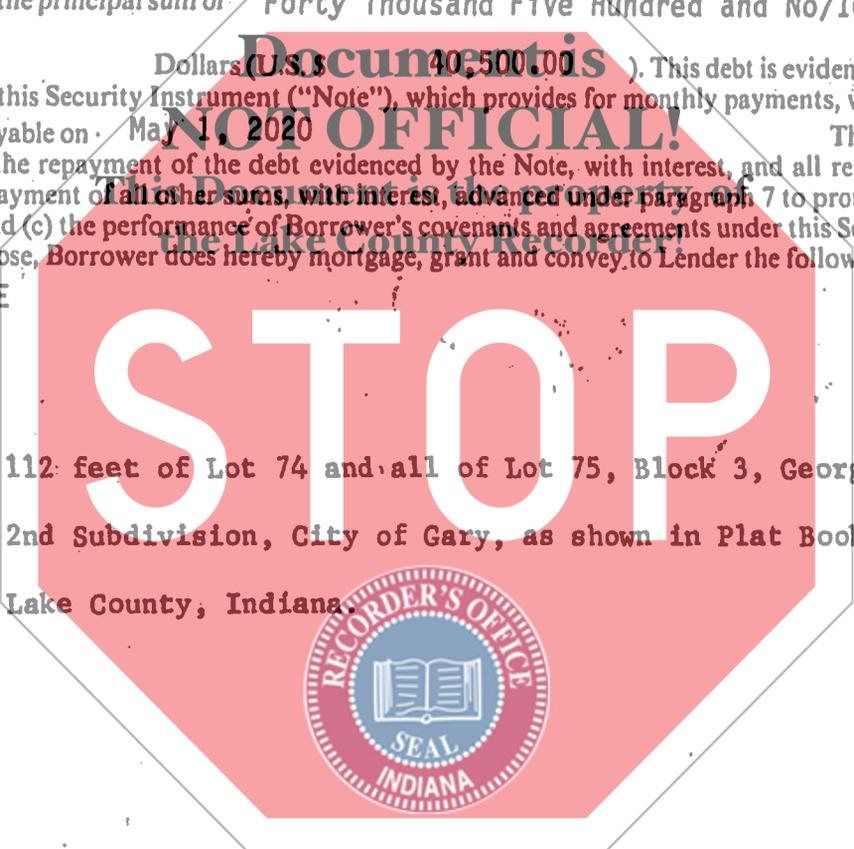 the principal sum of Forty Thousand Five Hundred and No/10
Dollars (U.S.$ 40,500.00 ). This debt is eviden
Document is
this Security Instrument ("Note"), which provides for monthly payments, w
NOT OFFICIAL!
yable on May 1, 2020 Th
the repayment of the debt evidenced by the Note, with interest, and all re
This Document is the property of
ayment of all other sums, with interest, advanced under paragraph 7 to pro
d (c) the performance of Borrower's covenants and agreements under this Se
the Lake County Recorder!
ose, Borrower does hereby mortgage, grant and convey to Lender the follow
E
STOP
112 feet of Lot 74 and all of Lot 75, Block 3, Georg
2nd Subdivision, City of Gary, as shown in Plat Book
Lake County, Indiana.
RECORDER'S OFFICE
SEAL
INDIANA